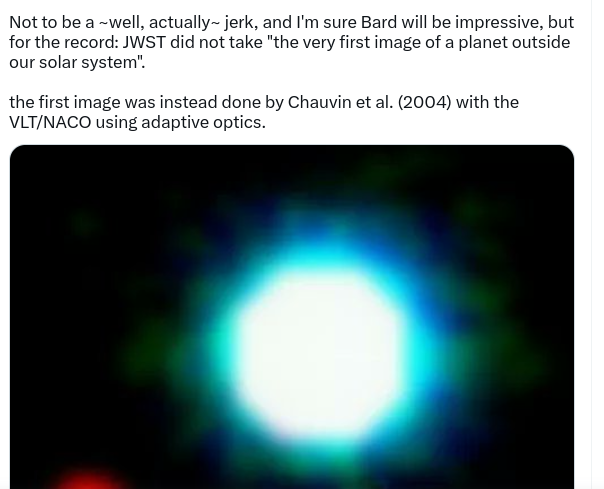 Not to be a ~well, actually~ jerk, and I'm sure Bard will be impressive, but
for the record: JWST did not take "the very first image of a planet outside
our solar system".
the first image was instead done by Chauvin et al. (2004) with the
VLT/NACO using adaptive optics.